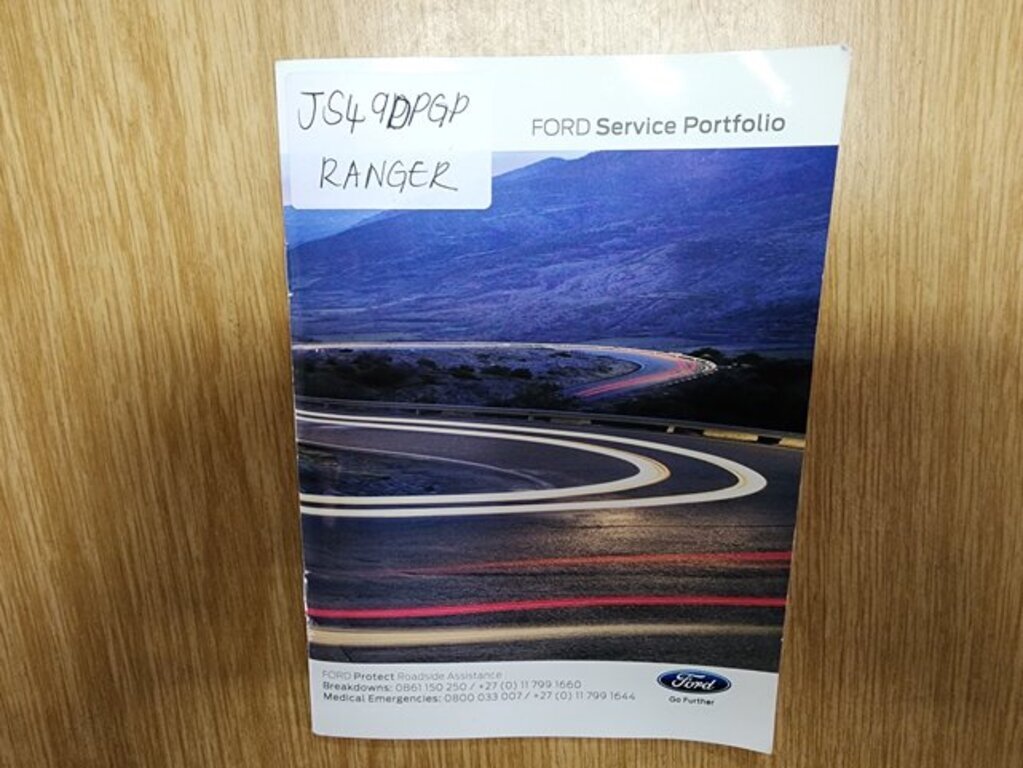 JS49DPGP
RANGER
FORD Service Portfolio
FORD Protect Roadside Assistance
Breakdowns: 0861 150 250 / +27 (0) 11 799 1660
Medical Emergencies: 0800 033 007 / +27 (0) 11 799 1644
Ford
Go Further